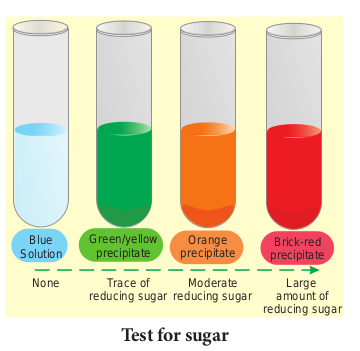 Blue
Solution
Green/yellow
precipitate
Orange
precipitate
Brick-red
precipitate
None
Trace of
reducing sugar
Moderate
reducing sugar
Large
amount of
reducing sugar
Test for sugar